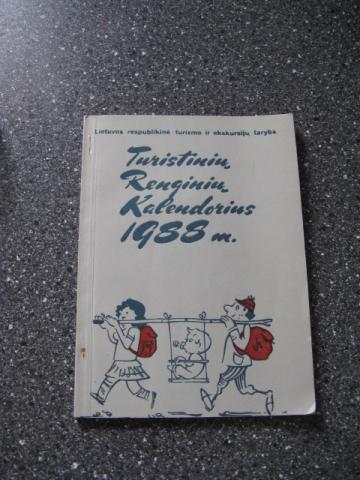 Lietuvos respublikinė turizmo ir ekskursijų taryba
Turistinių
Renginių
Kalendorius
1988 m.